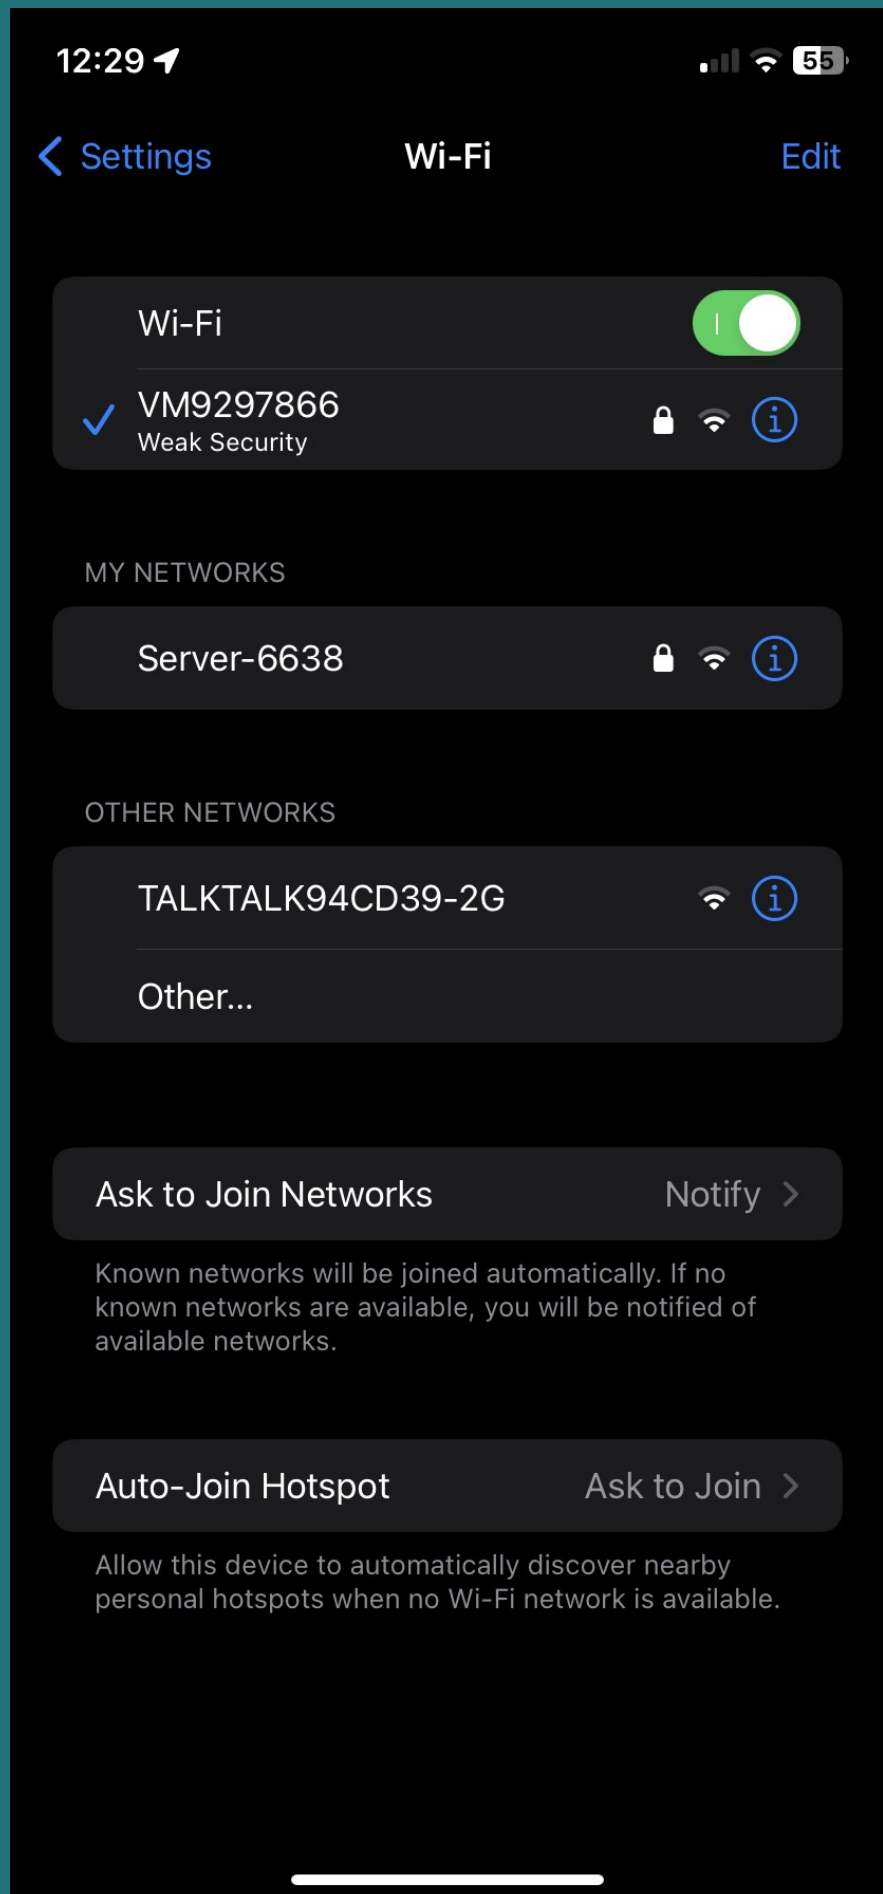 12:29
55
Settings
Wi-Fi
Edit
Wi-Fi
VM9297866
Weak Security
MY NETWORKS
Server-6638
OTHER NETWORKS
TALKTALK94CD39-2G
Other...
Ask to Join Networks
Notify
Known networks will be joined automatically. If no
known networks are available, you will be notified of
available networks.
Auto-Join Hotspot
Ask to Join
Allow this device to automatically discover nearby
personal hotspots when no Wi-Fi network is available.